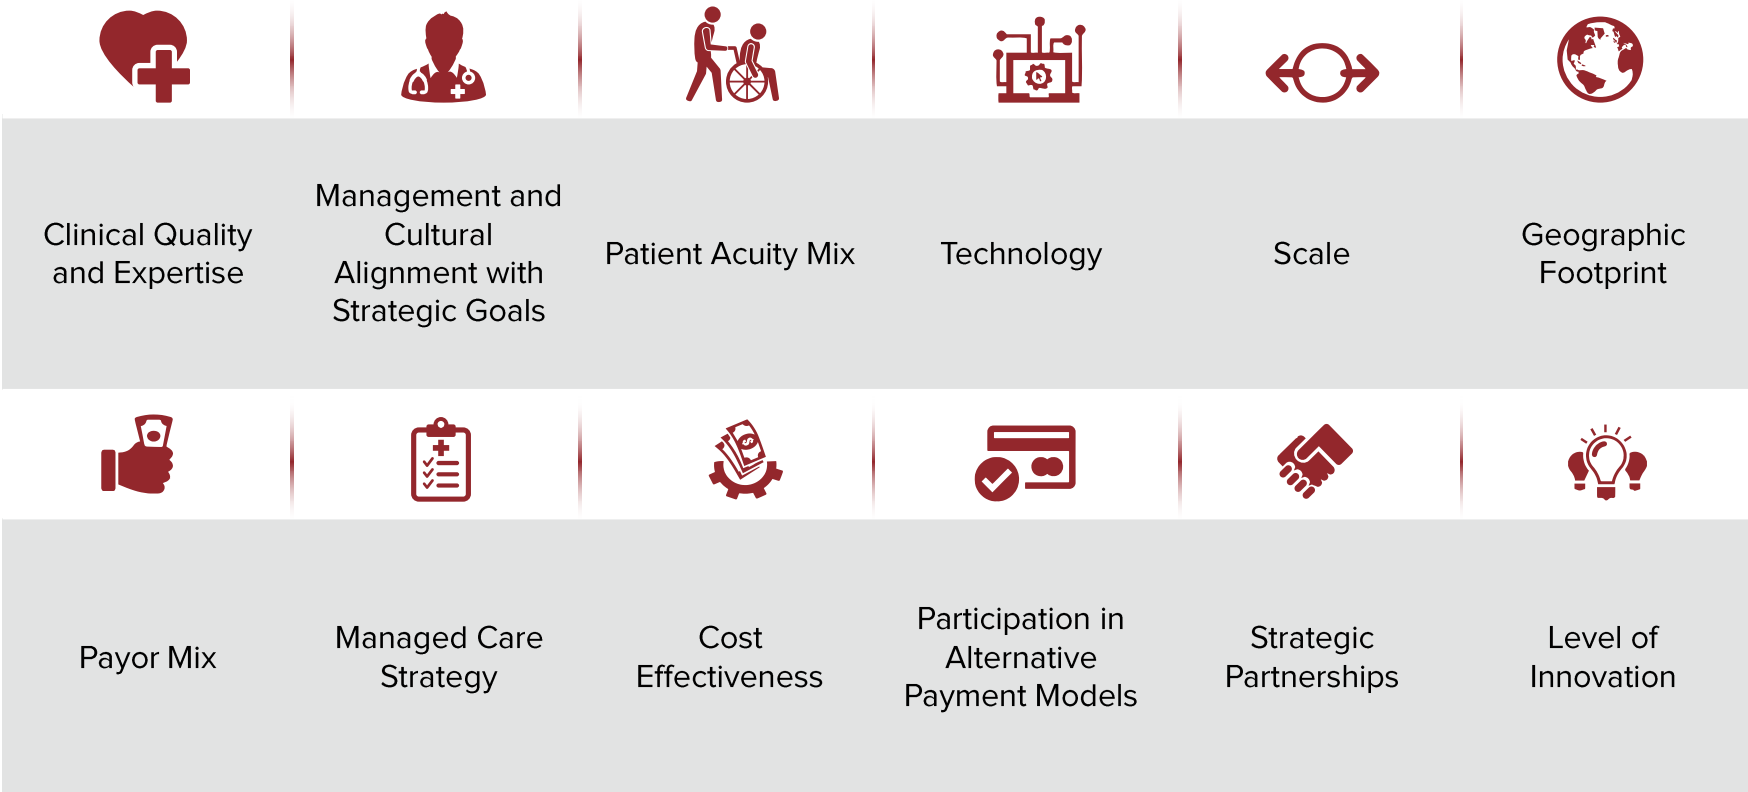 Clinical Quality
and Expertise
Management and
Cultural
Alignment with
Strategic Goals
Patient Acuity Mix
Technology
Scale
Geographic
Footprint
Payor Mix
Managed Care
Strategy
Cost
Effectiveness
Participation in
Alternative
Payment Models
Strategic
Partnerships
Level of
Innovation